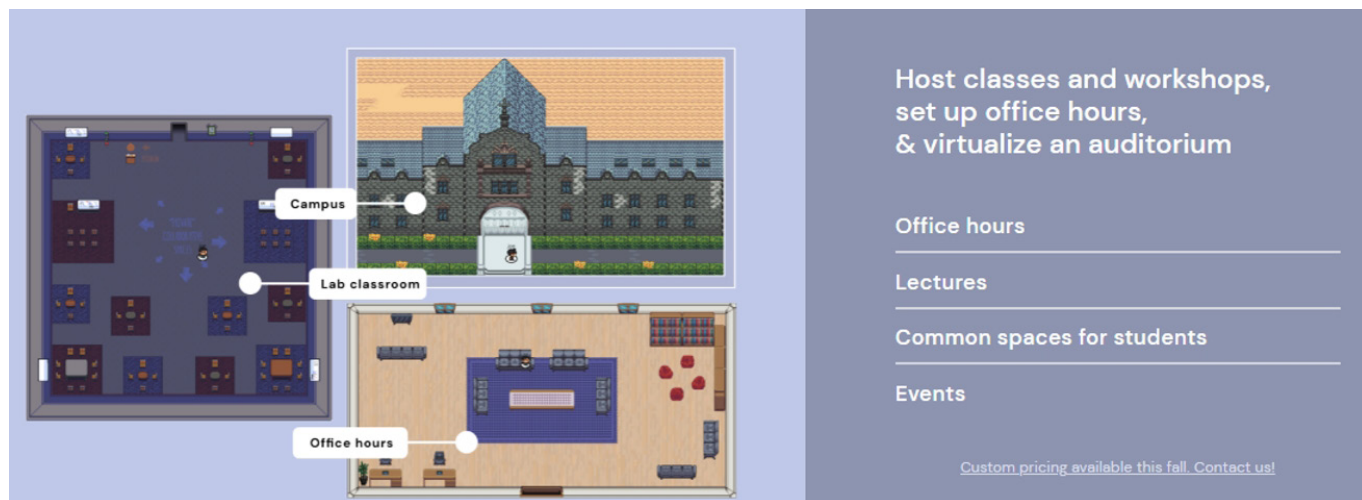 Campus
Lab classroom
Office hours
Host classes and workshops,
set up office hours,
& virtualize an auditorium
Office hours
Lectures
Common spaces for students
Events
Custom pricing available this fall. Contact us!